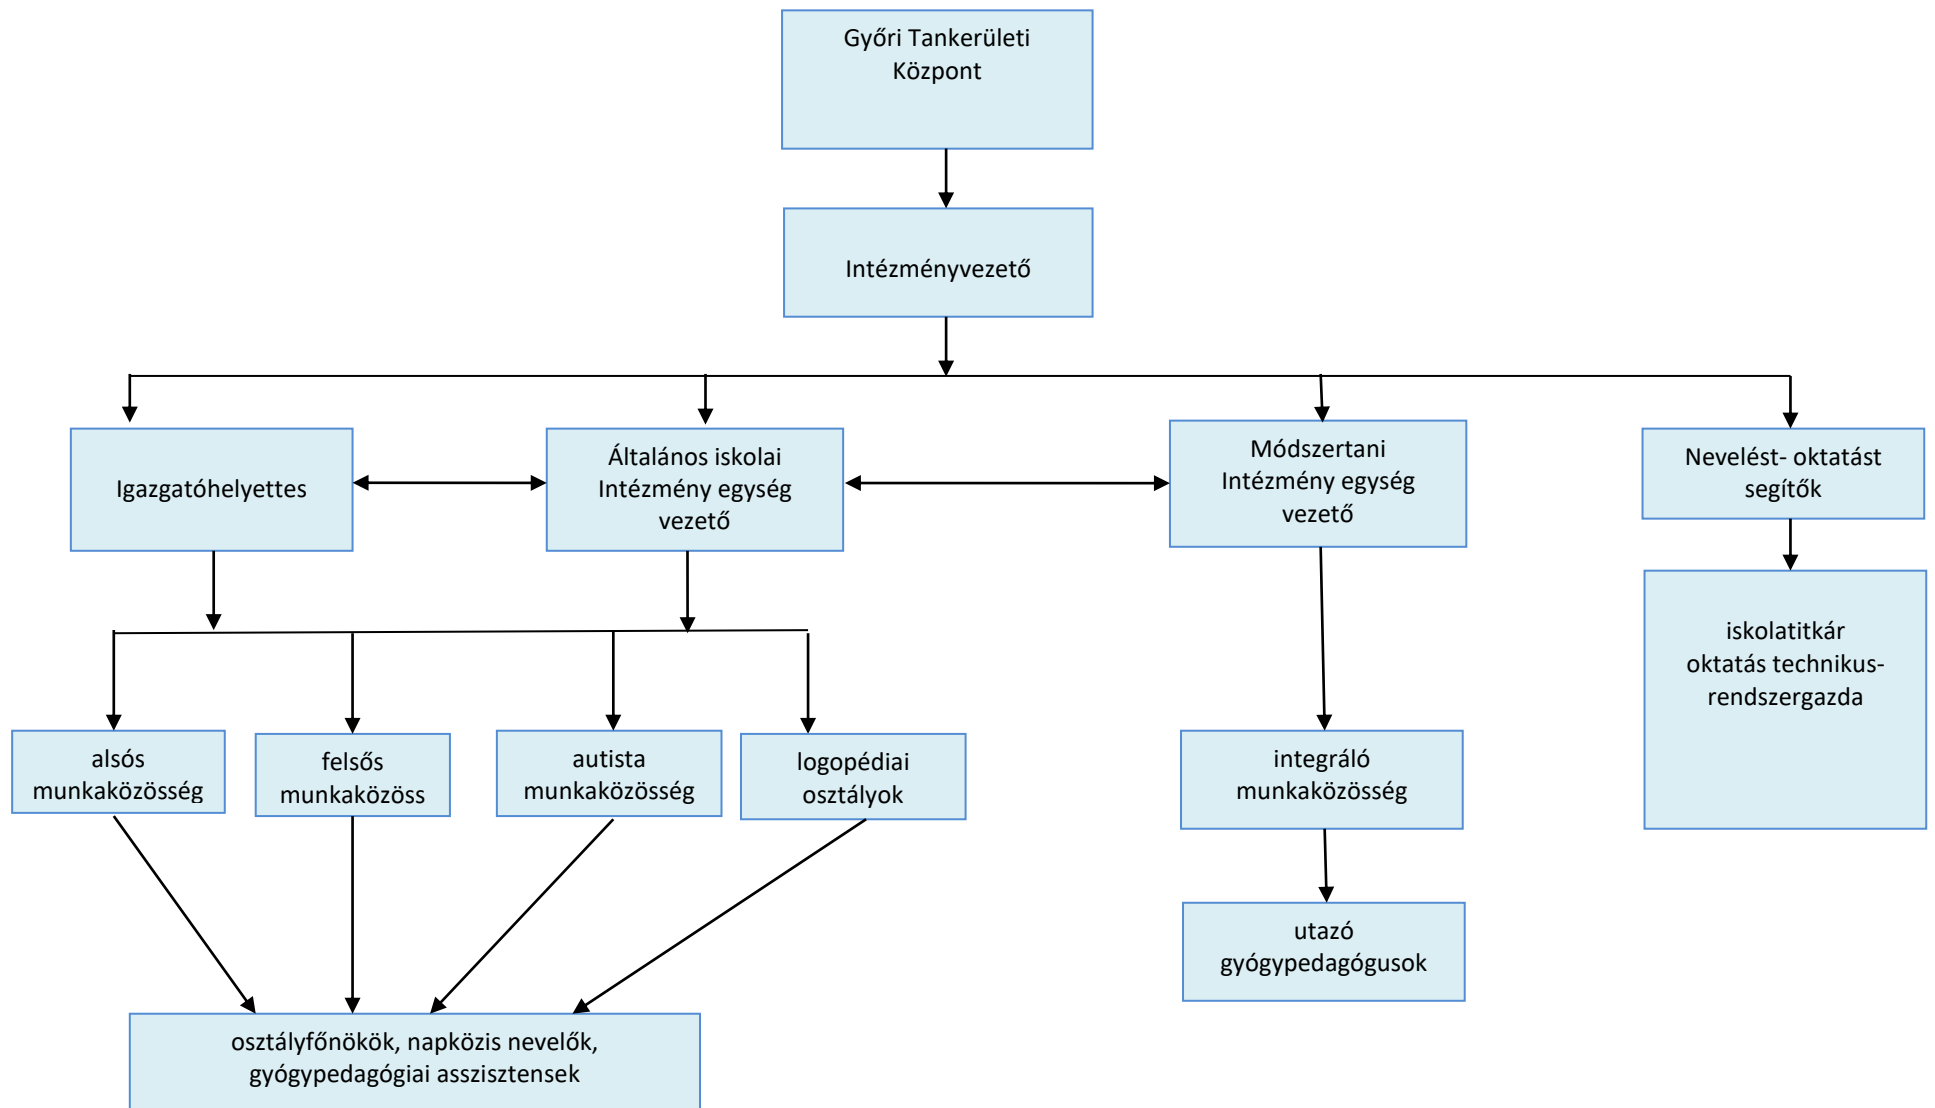 Győri Tankerületi
Központ
Intézményvezető
Igazgatóhelyettes
Általános iskolai
Intézmény egység
vezető
Módszertani
Intézmény egység
vezető
Nevelést- oktatást
segítők
iskolatitkár
oktatás technikus-
rendszergazda
alsós
munkaközösség
felsős
munkaközöss
autista
munkaközösség
logopédiai
osztályok
integráló
munkaközösség
utazó
gyógypedagógusok
osztályfőnökök, napközis nevelők,
gyógypedagógiai asszisztensek